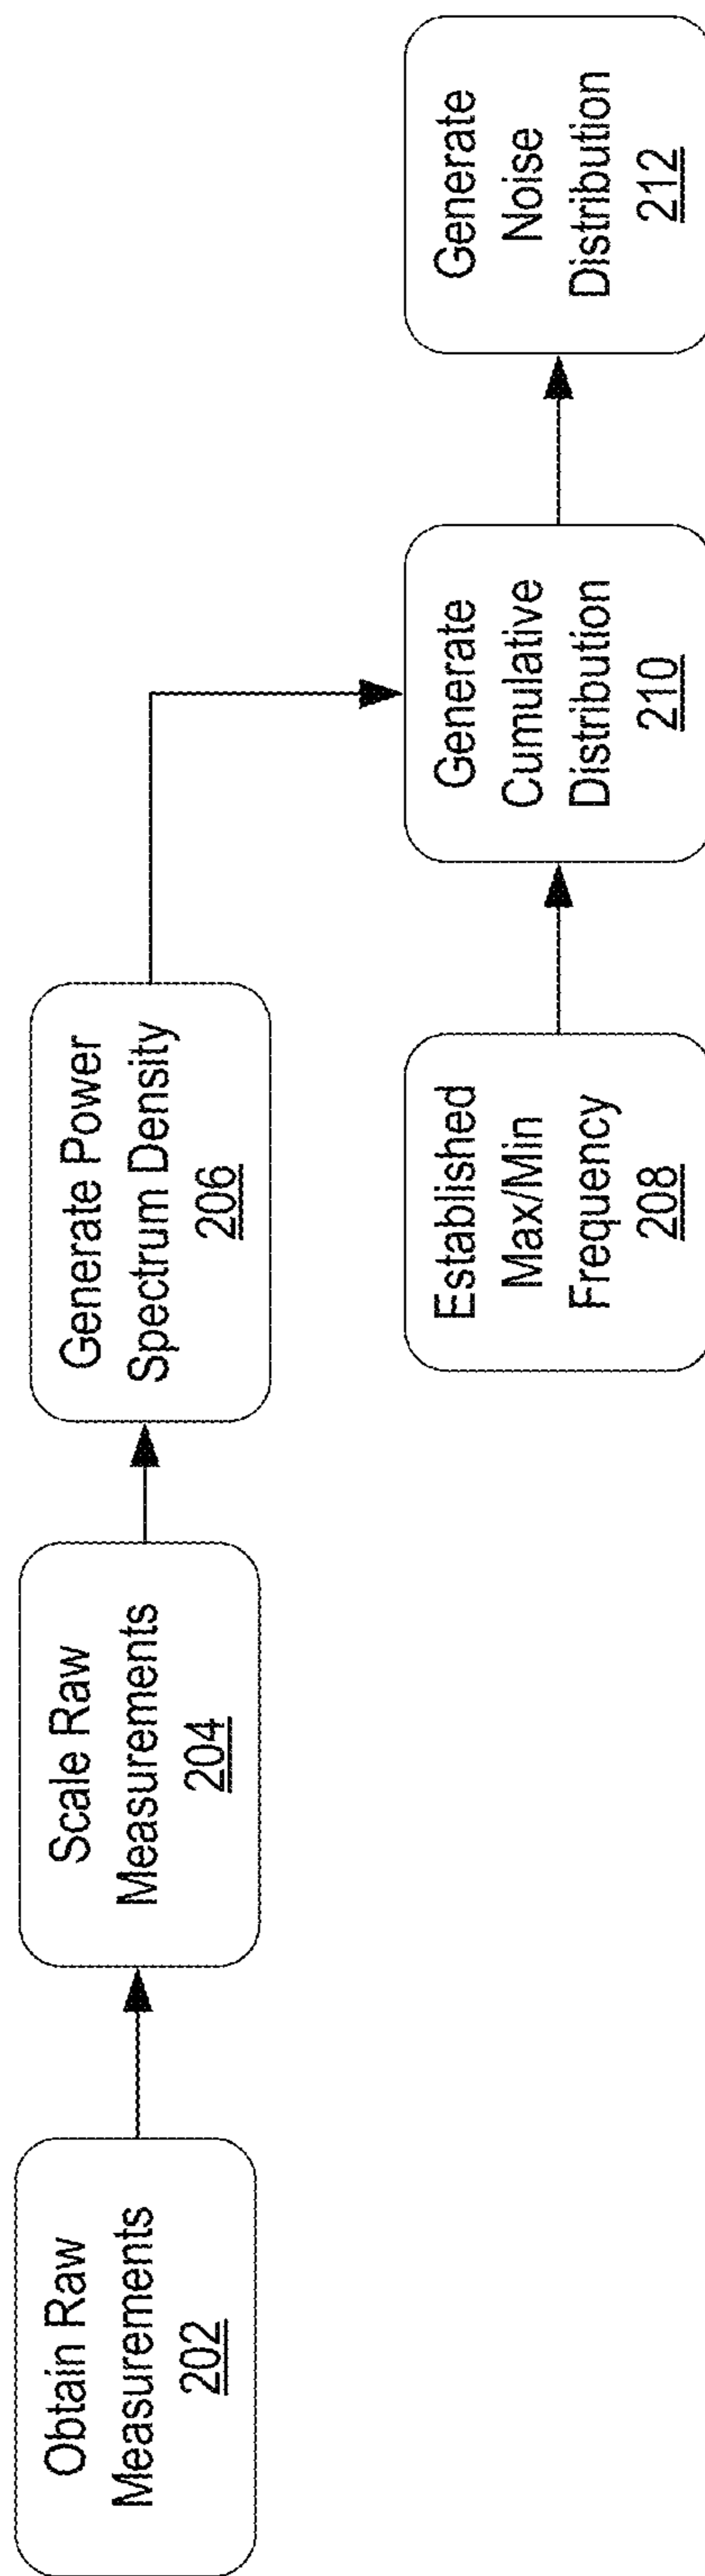 Obtain Raw
Measurements
202
Scale Raw
Measurements
204
Generate Power
Spectrum Density
206
Established
Max/Min
Frequency
208
Generate
Cumulative
Distribution
210
Generate
Noise
Distribution
212